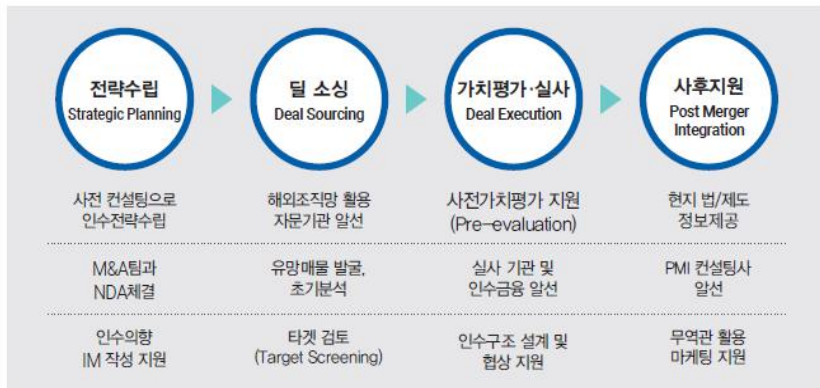 전략수립
Strategic Planning
딜 소싱
Deal Sourcing
가치평가·실사
Deal Execution
사후지원
Post Merger
Integration
사전 컨설팅으로
인수전략수립
해외조직망 활용
자문기관 알선
사전가치평가 지원
(Pre-evaluation)
현지 법/제도
정보제공
M&A팀과
NDA체결
유망매물 발굴,
초기분석
실사 기관 및
인수금융 알선
PMI 컨설팅사
알선
인수의향
IM 작성 지원
타겟 검토
(Target Screening)
인수구조 설계 및
협상 지원
무역관 활용
마케팅 지원